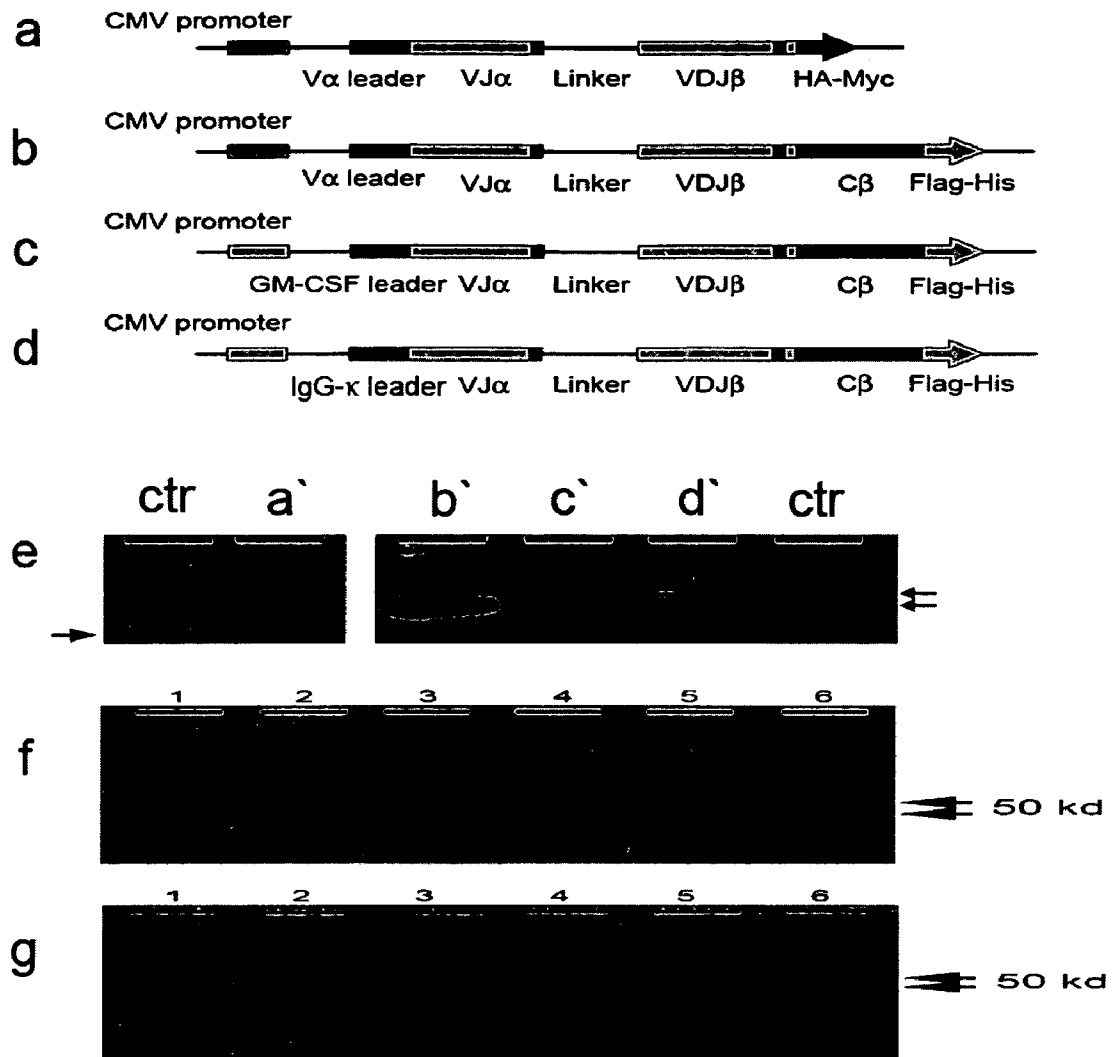 a
CMV promoter
Vα leader VJα Linker VDJβ HA-Myc
b
CMV promoter
Vα leader VJα Linker VDJβ Cβ Flag-His
c
CMV promoter
GM-CSF leader VJα Linker VDJβ Cβ Flag-His
d
CMV promoter
IgG-κ leader VJα Linker VDJβ Cβ Flag-His
ctr a` b` c` d` ctr
e
1 2 3 4 5 6
f
50 kd
1 2 3 4 5 6
g
50 kd